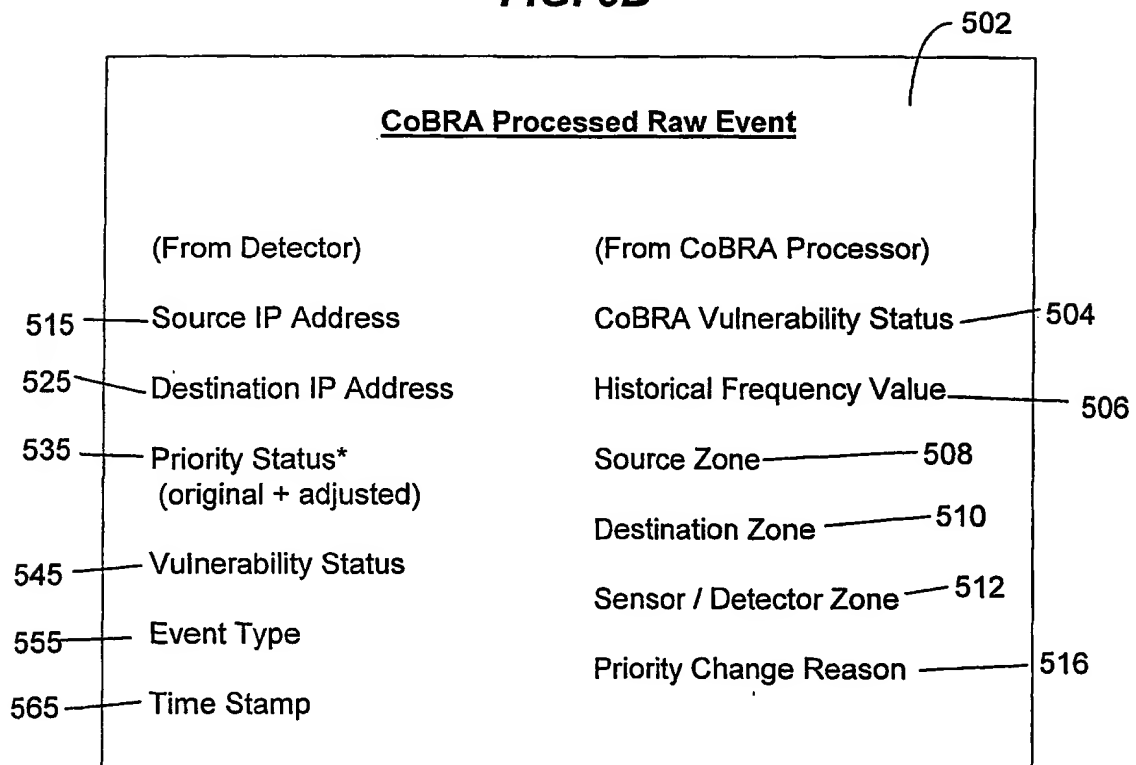 502
CoBRA Processed Raw Event
(From Detector)
(From CoBRA Processor)
515
Source IP Address
CoBRA Vulnerability Status
504
525
Destination IP Address
Historical Frequency Value
506
535
Priority Status*
(original + adjusted)
Source Zone
508
Destination Zone
510
545
Vulnerability Status
Sensor / Detector Zone
512
555
Event Type
Priority Change Reason
516
565
Time Stamp